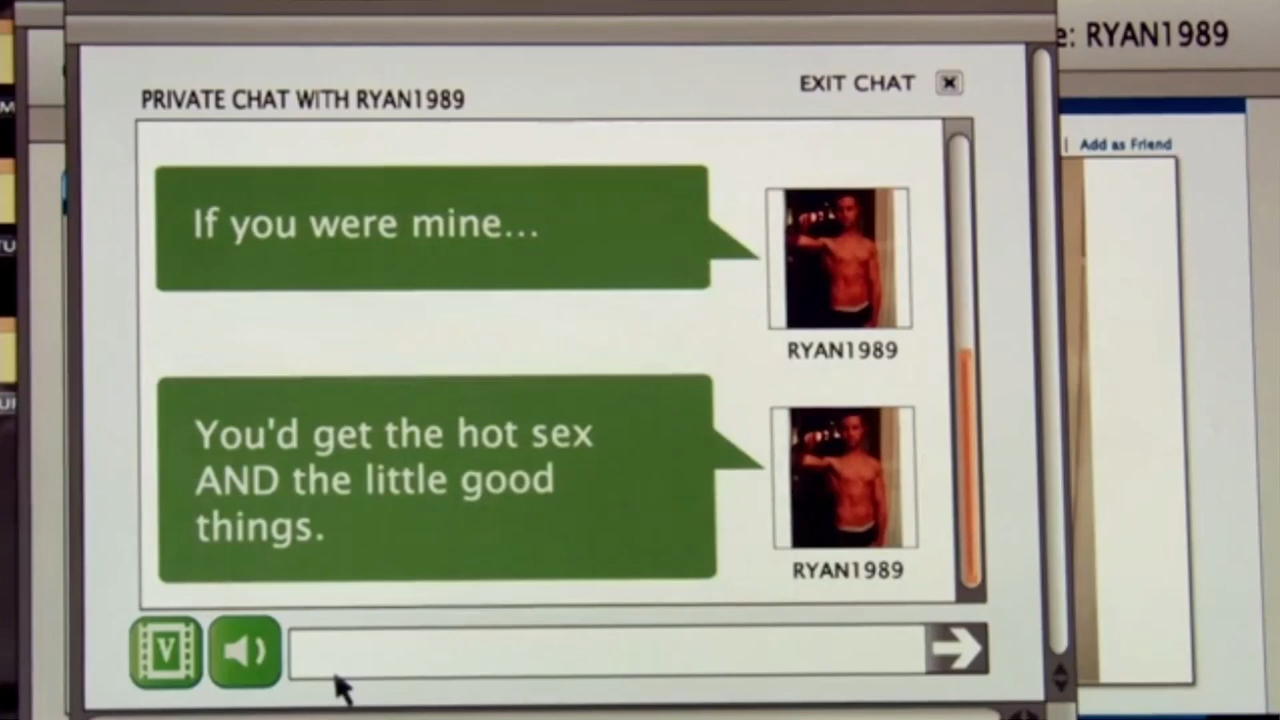 e: RYAN1989
EXIT CHAT
PRIVATE CHAT WITH RYAN1989
Add as Friend
If you were mine...
RYAN1989
You'd get the hot sex
AND the little good
things.
RYAN1989
V